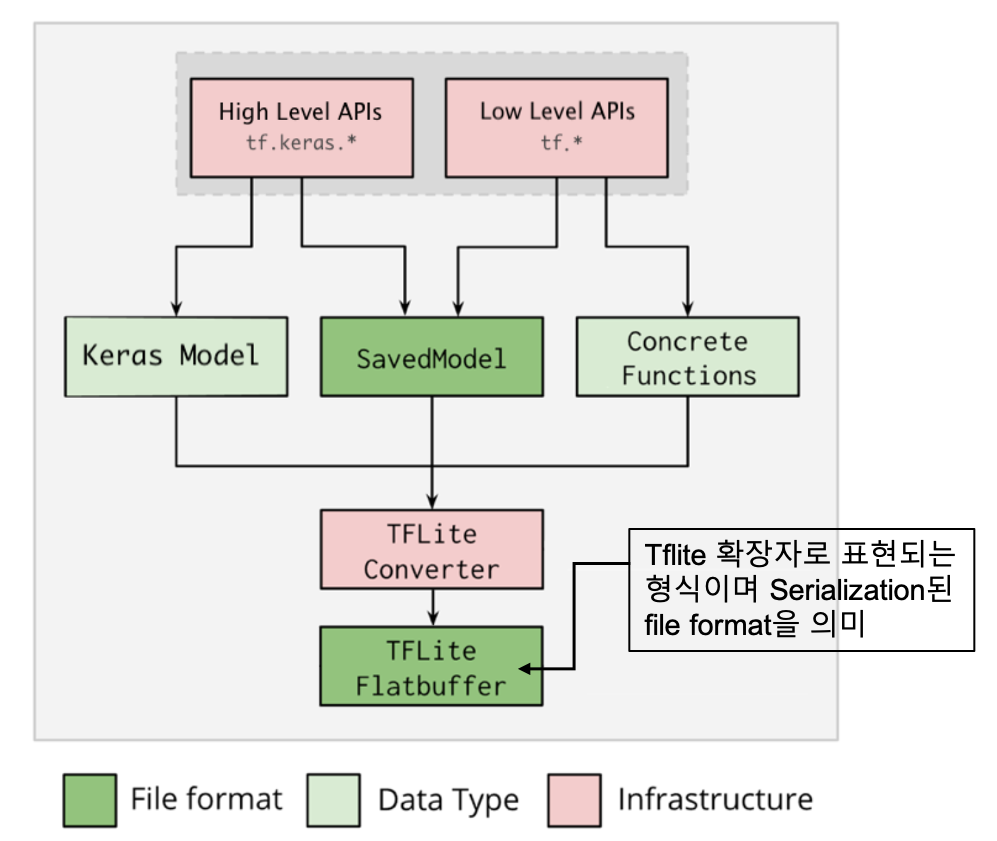 High Level APIs
tf.keras.*
Low Level APIs
tf.*
Keras Model
SavedModel
Concrete
Functions
TFLite
Converter
Tflite 확장자로 표현되는
형식이며 Serialization된
file format을 의미
TFLite
Flatbuffer
File format
Data Type
Infrastructure